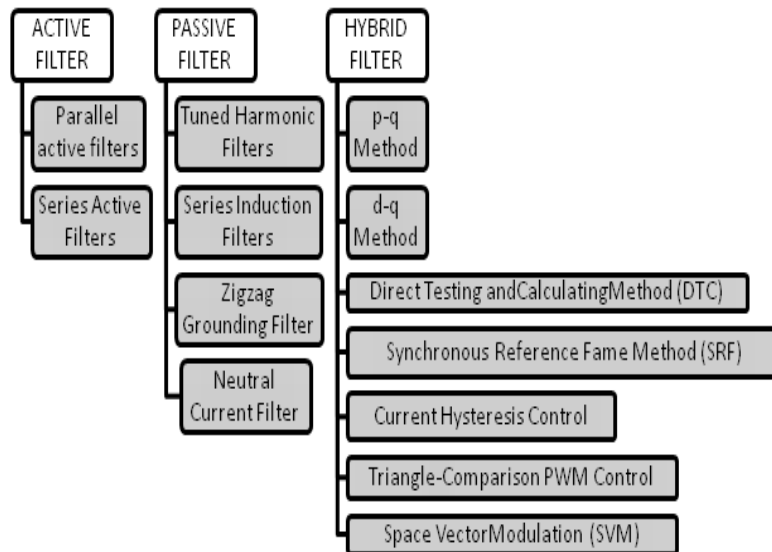 ACTIVE
FILTER
Parallel
active filters
Series Active
Filters
PASSIVE
FILTER
Tuned Harmonic
Filters
Series Induction
Filters
Zigzag
Grounding Filter
Neutral
Current Filter
HYBRID
FILTER
p-q
Method
d-q
Method
Direct Testing andCalculatingMethod (DTC)
Synchronous Reference Fame Method (SRF)
Current Hysteresis Control
Triangle-Comparison PWM Control
Space VectorModulation (SVM)